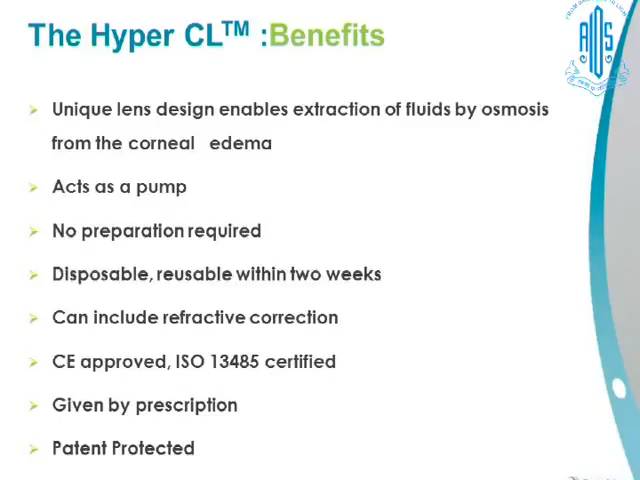 The Hyper CL™ :Benefits
AIOS
Unique lens design enables extraction of fluids by osmosis
from the corneal edema
Acts as a pump
No preparation required
Disposable, reusable within two weeks
Can include refractive correction
CE approved, ISO 13485 certified
Given by prescription
Patent Protected